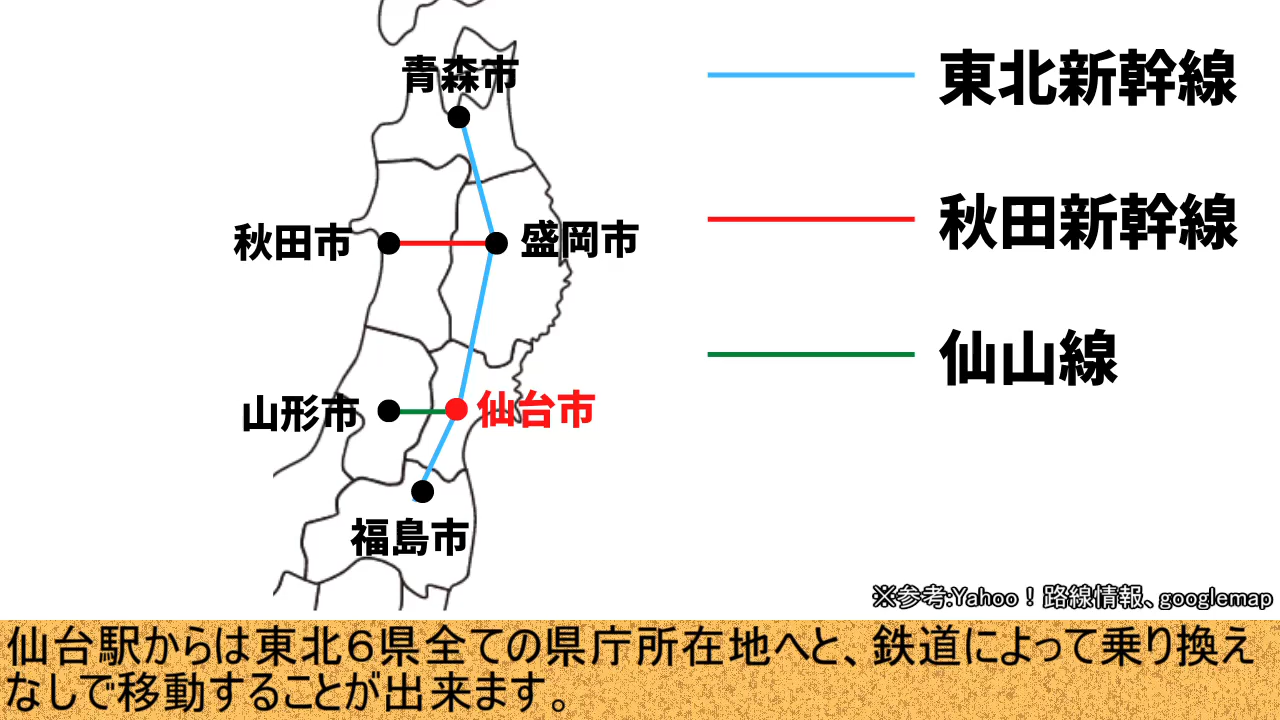 青森市
東北新幹線
秋田市
盛岡市
秋田新幹線
山形市
仙台市
仙山線
福島市
※参考:Yahoo！路線情報、googlemap
仙台駅からは東北６県全ての県庁所在地へと、鉄道によって乗り換え
なしで移動することが出来ます。